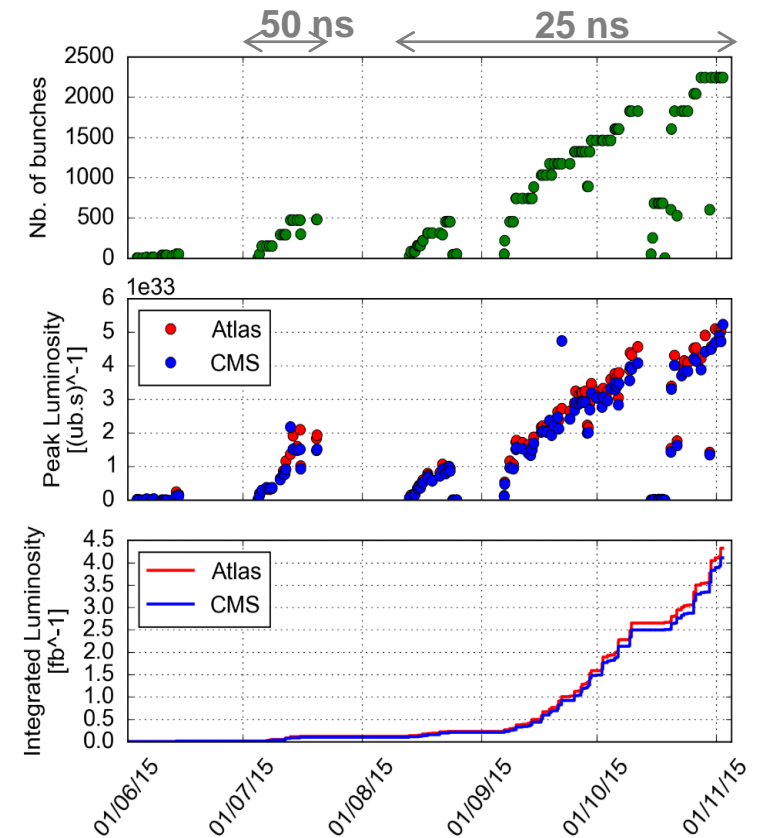 50 ns 25 ns
Nb. of bunches
2500
2000
1500
1000
500
0
1e33
Peak Luminosity
[(ub.s)^-1]
6
5
4
3
2
1
0
Atlas
CMS
Integrated Luminosity
[fb^-1]
4.5
4.0
3.5
3.0
2.5
2.0
1.5
1.0
0.5
0.0
Atlas
CMS
01/06/15 01/07/15 01/08/15 01/09/15 01/10/15 01/11/15